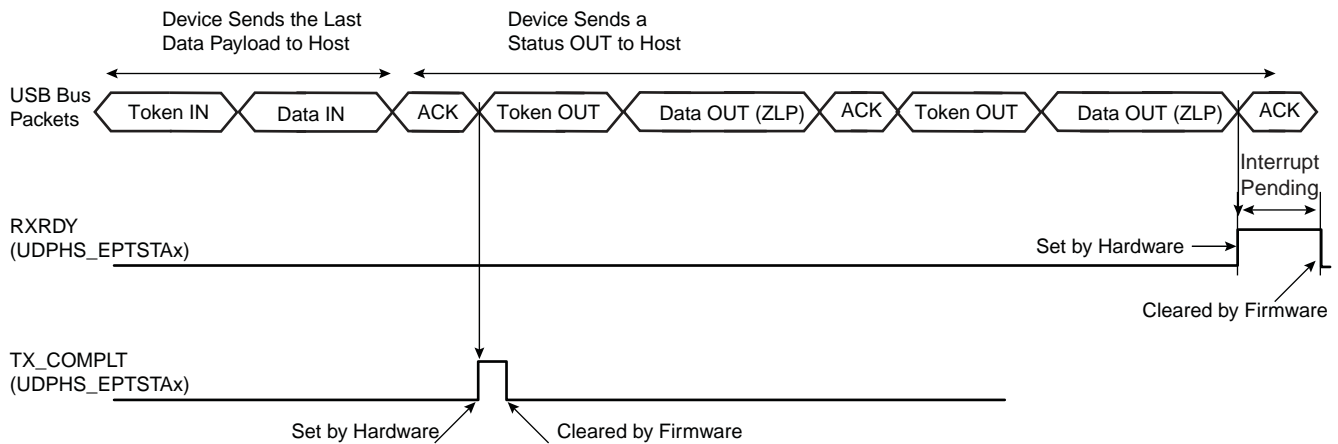 Device Sends the Last
Data Payload to Host
Device Sends a
Status OUT to Host
USB Bus
Packets
Token IN
Data IN
ACK
Token OUT
Data OUT (ZLP)
ACK
Token OUT
Data OUT (ZLP)
ACK
Interrupt
Pending
RXRDY
(UDPHS_EPTSTAx)
Set by Hardware
Cleared by Firmware
TX_COMPLT
(UDPHS_EPTSTAx)
Set by Hardware
Cleared by Firmware